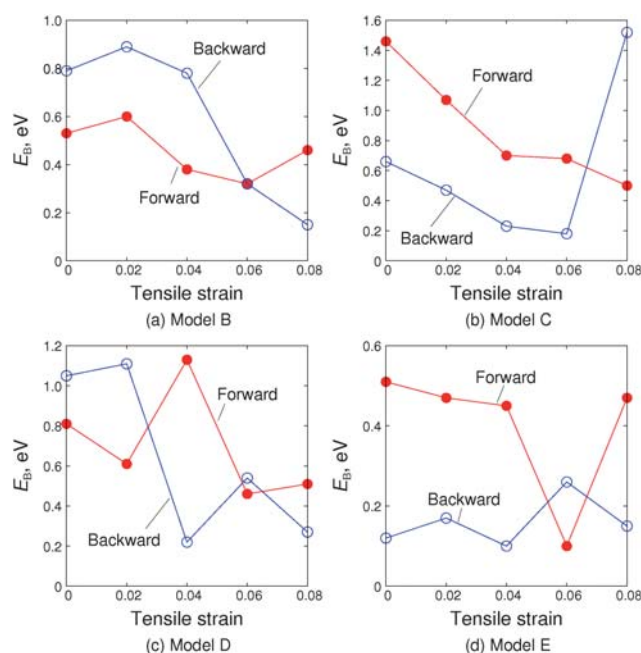 1.0
0.8
0.6
0.4
0.2
0
0
0.02
0.04
0.06
0.08
E_B, eV
Backward
Forward
Tensile strain
(a) Model B
1.6
1.4
1.2
1.0
0.8
0.6
0.4
0.2
0
0
0.02
0.04
0.06
0.08
E_B, eV
Forward
Backward
Tensile strain
(b) Model C
1.2
1.0
0.8
0.6
0.4
0.2
0
0
0.02
0.04
0.06
0.08
E_B, eV
Forward
Backward
Tensile strain
(c) Model D
0.6
0.4
0.2
0
0
0.02
0.04
0.06
0.08
E_B, eV
Forward
Backward
Tensile strain
(d) Model E